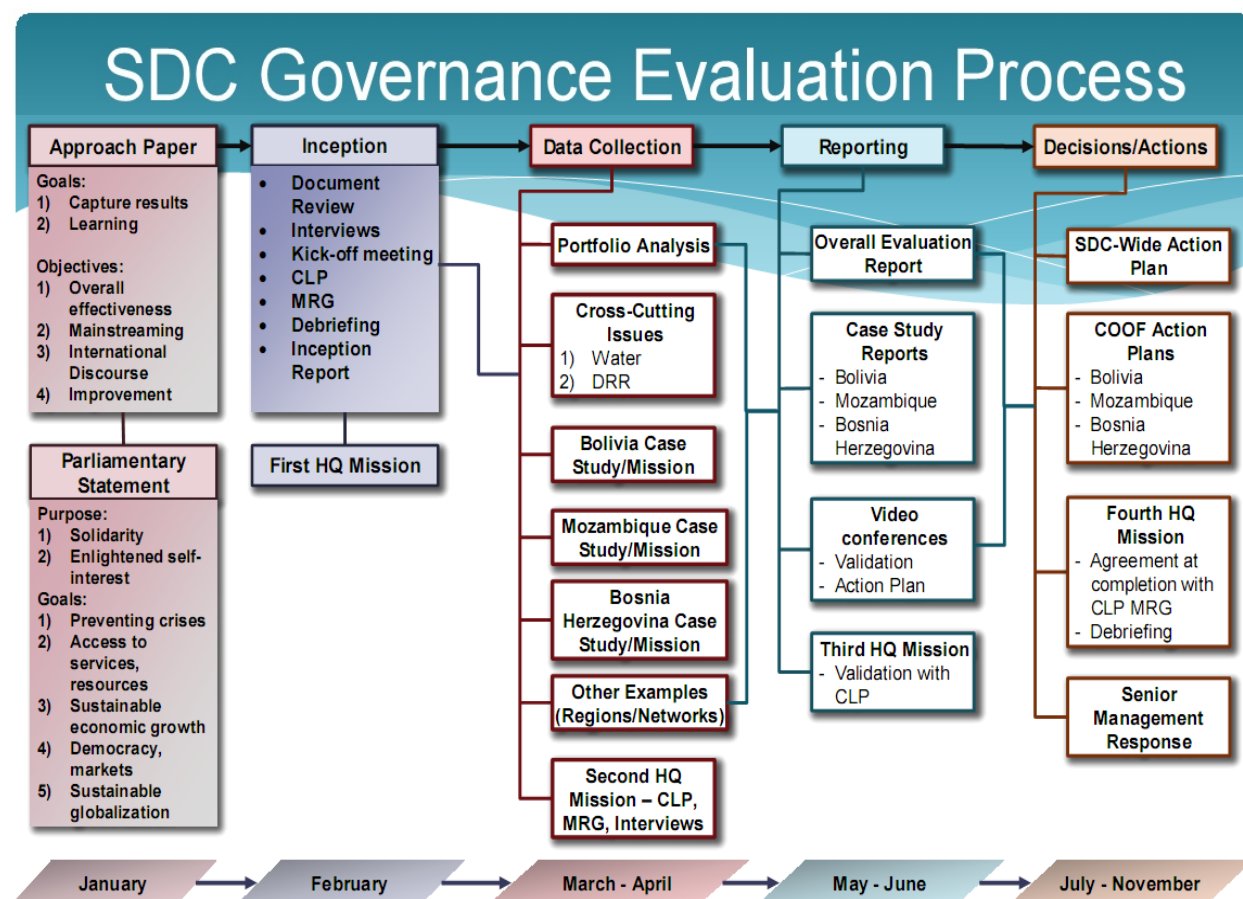 SDC Governance Evaluation Process
Approach Paper
Goals:
1) Capture results
2) Learning
Objectives:
1) Overall
effectiveness
2) Mainstreaming
3) International
Discourse
4) Improvement
Parliamentary
Statement
Purpose:
1) Solidarity
2) Enlightened self-
interest
Goals:
1) Preventing crises
2) Access to
services,
resources
3) Sustainable
economic growth
4) Democracy,
markets
5) Sustainable
globalization
Inception
• Document
Review
• Interviews
• Kick-off meeting
• CLP
• MRG
• Debriefing
• Inception
Report
First HQ Mission
Data Collection
Portfolio Analysis
Cross-Cutting
Issues
1) Water
2) DRR
Bolivia Case
Study/Mission
Mozambique Case
Study/Mission
Bosnia
Herzegovina Case
Study/Mission
Other Examples
(Regions/Networks)
Second HQ
Mission – CLP,
MRG, Interviews
Reporting
Overall Evaluation
Report
Case Study
Reports
- Bolivia
- Mozambique
- Bosnia
Herzegovina
Video
conferences
- Validation
- Action Plan
Third HQ Mission
- Validation with
CLP
Decisions/Actions
SDC-Wide Action
Plan
COOF Action
Plans
- Bolivia
- Mozambique
- Bosnia
Herzegovina
Fourth HQ
Mission
- Agreement at
completion with
CLP MRG
- Debriefing
Senior
Management
Response
January
February
March - April
May - June
July - November